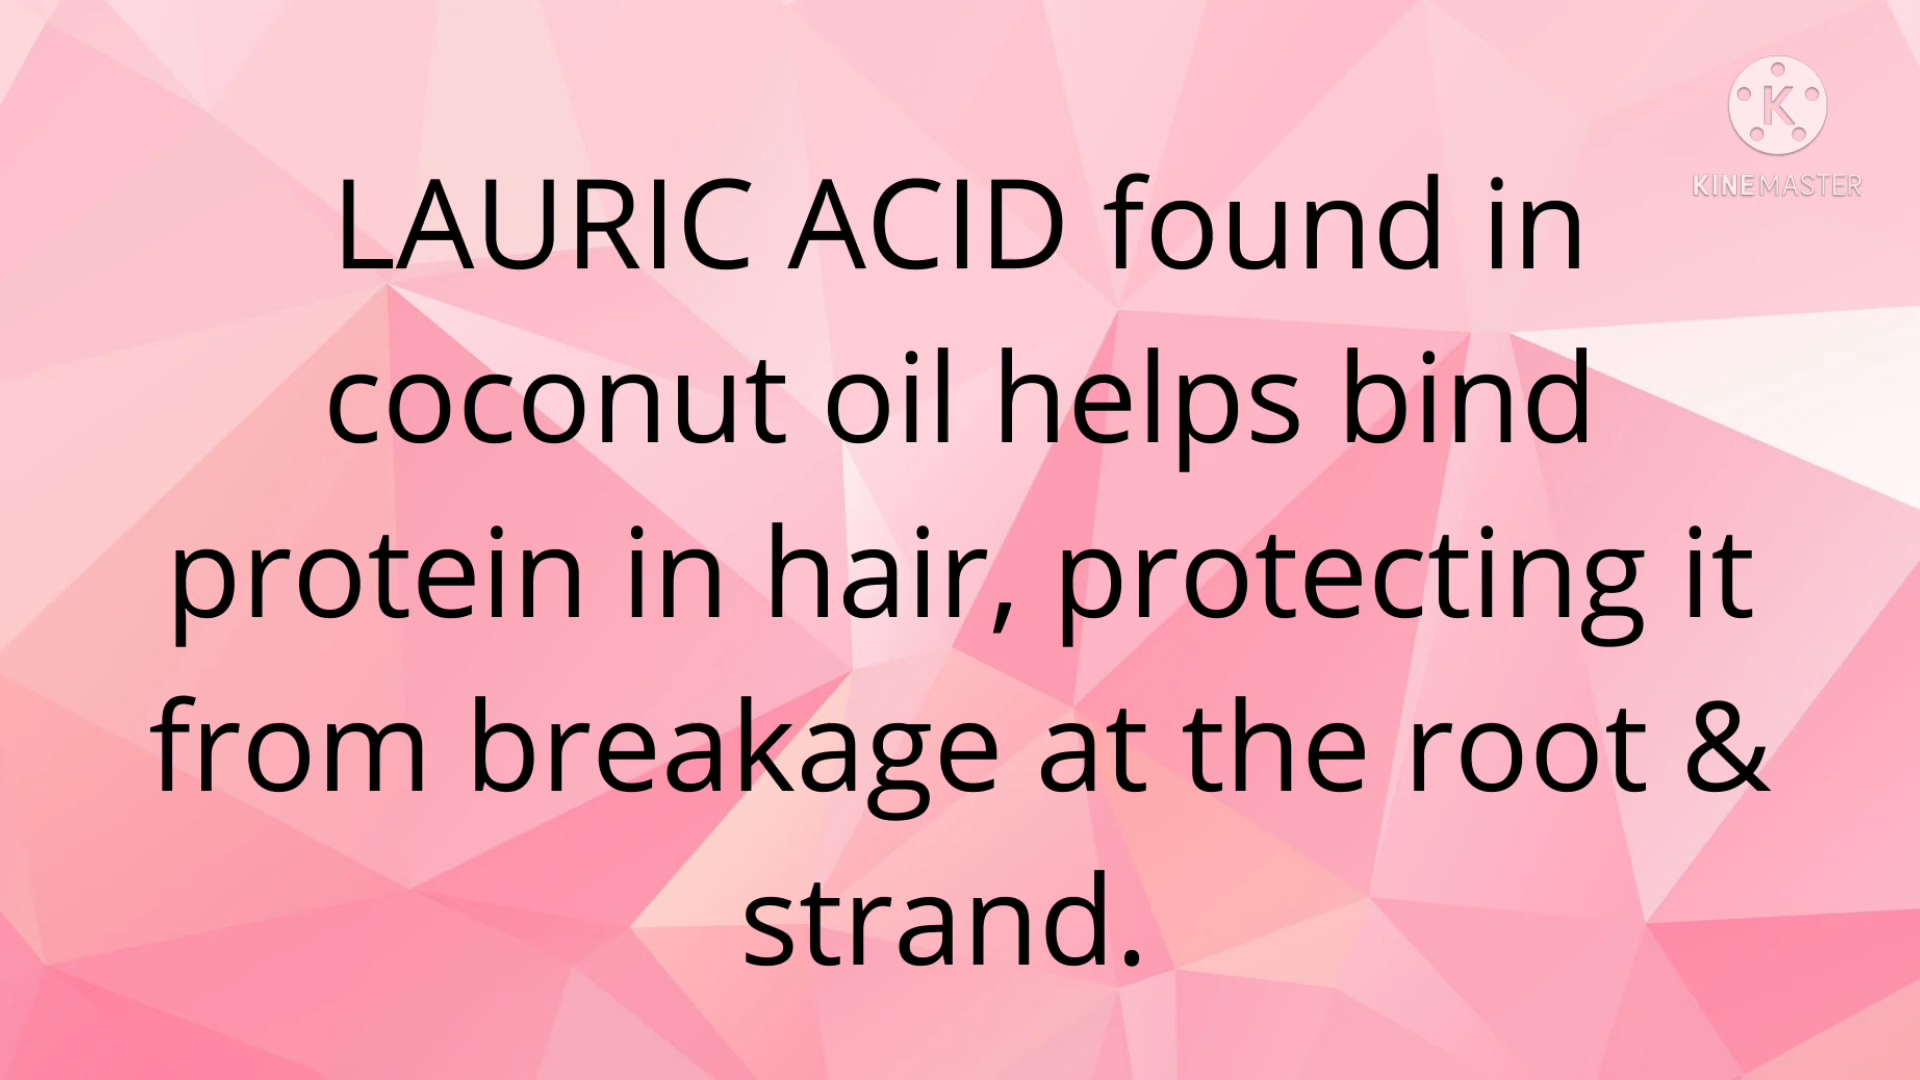 K
KINEMASTER
LAURIC ACID found in
coconut oil helps bind
protein in hair, protecting it
from breakage at the root &
strand.